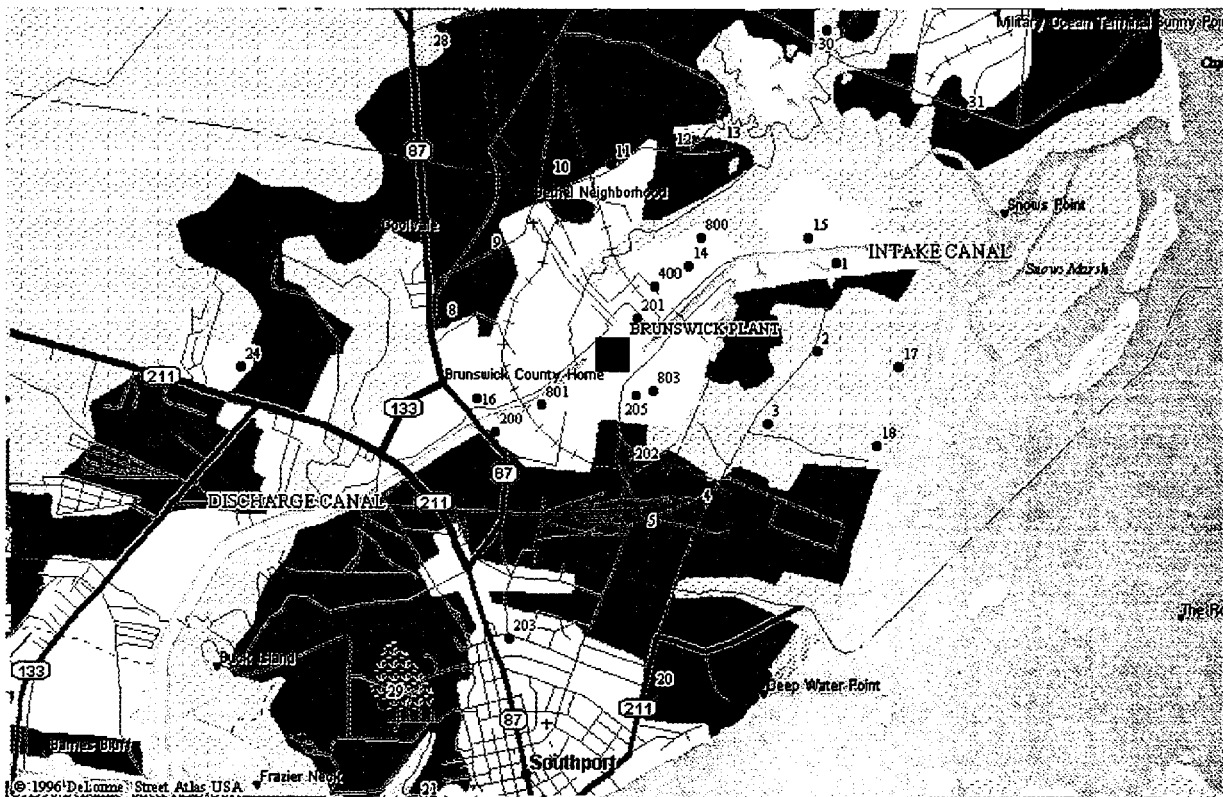 Military Ocean Terminal Sunny Poi
28
30
31
87
13
12
11
10
Bethel Neighborhood
Snows Point
Doolvale
9
800
15
INTAKE CANAL
14
1
Snows Marsh
400
8
201
BRUNSWICK PLANT
2
17
24
211
Brunswick County Home
803
133
16
801
205
200
3
18
202
87
DISCHARGE CANAL
211
4
5
203
Buck Island
133
20
29
Deep Water Point
211
87
Barnes Bluff
Southport
Frazier Neck
21
© 1996 DeLorme Street Atlas USA